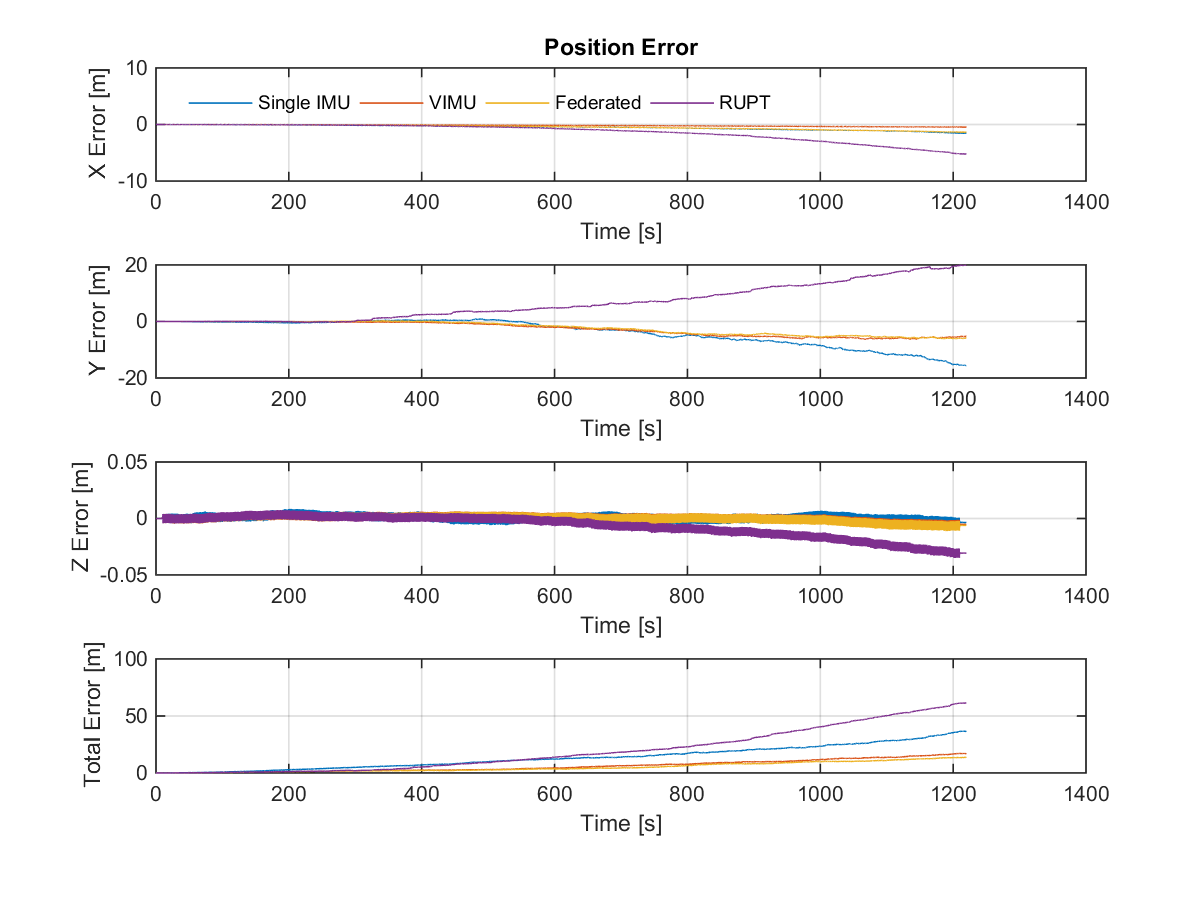 Position Error
10
0
-10
X Error [m]
Single IMU VIMU Federated RUPT
0 200 400 600 800 1000 1200 1400
Time [s]
20
0
-20
Y Error [m]
0 200 400 600 800 1000 1200 1400
Time [s]
0.05
0
-0.05
Z Error [m]
0 200 400 600 800 1000 1200 1400
Time [s]
100
50
0
Total Error [m]
0 200 400 600 800 1000 1200 1400
Time [s]